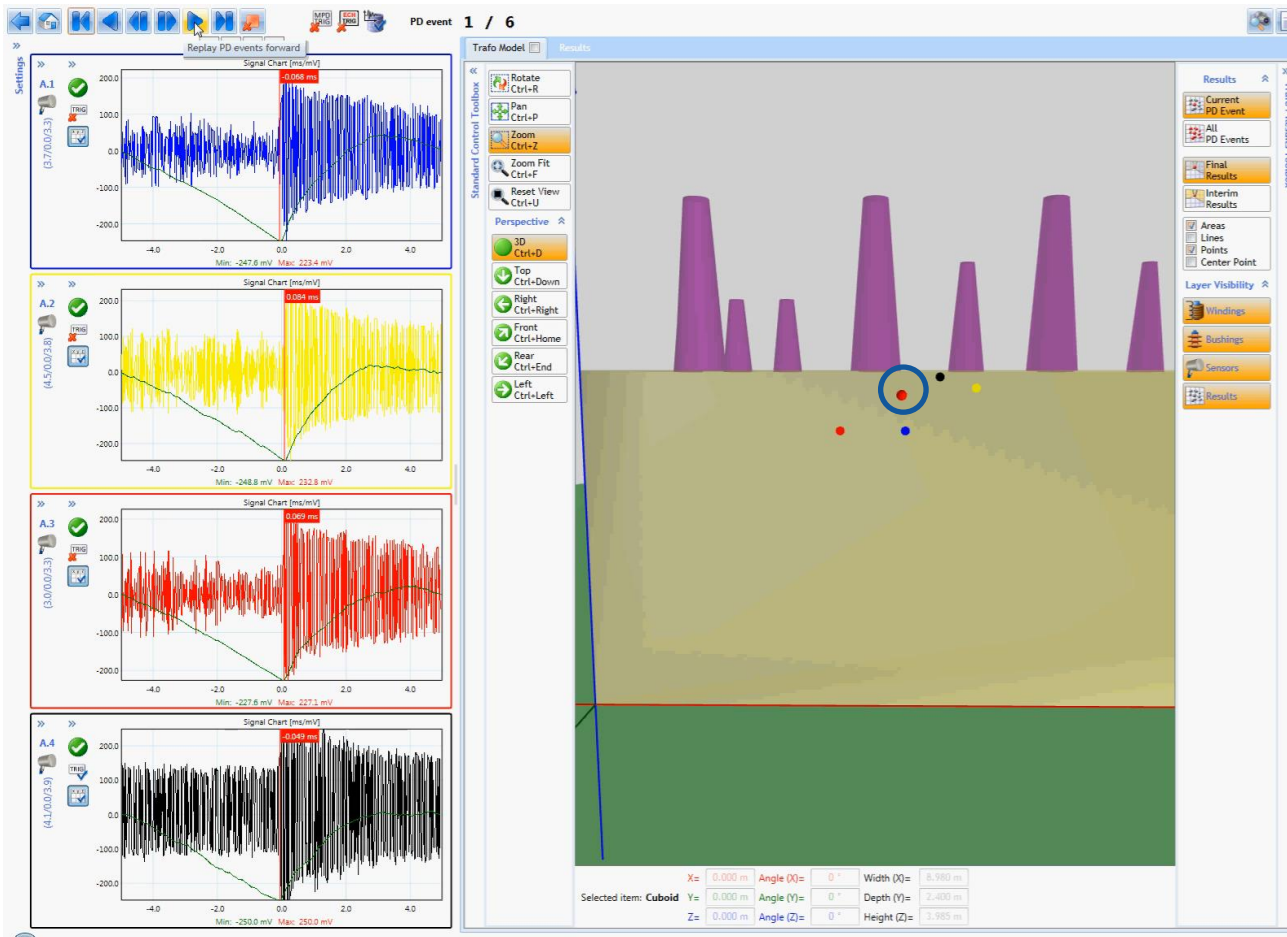 MPD TRIG
ECH TRIG
PD event 1 / 6
Replay PD events forward
Settings
A.1
(3.7/0.0/3.3)
TRIG
Signal Chart [ms/mV]
-0.068 ms
200.0
100.0
0.0
-100.0
-200.0
-4.0 -2.0 0.0 2.0 4.0
Min: -247.6 mV Max: 223.4 mV
A.2
(4.5/0.0/3.8)
TRIG
Signal Chart [ms/mV]
0.084 ms
200.0
100.0
0.0
-100.0
-200.0
-4.0 -2.0 0.0 2.0 4.0
Min: -248.8 mV Max: 232.8 mV
A.3
(3.0/0.0/3.3)
TRIG
Signal Chart [ms/mV]
0.069 ms
200.0
100.0
0.0
-100.0
-200.0
-4.0 -2.0 0.0 2.0 4.0
Min: -227.6 mV Max: 227.1 mV
A.4
(4.1/0.0/3.9)
TRIG
Signal Chart [ms/mV]
-0.049 ms
200.0
100.0
0.0
-100.0
-200.0
-4.0 -2.0 0.0 2.0 4.0
Min: -250.0 mV Max: 250.0 mV
Trafo Model
Results
Standard Control Toolbox
Rotate
Ctrl+R
Pan
Ctrl+P
Zoom
Ctrl+Z
Zoom Fit
Ctrl+F
Reset View
Ctrl+U
Perspective
3D
Ctrl+D
Top
Ctrl+Down
Right
Ctrl+Right
Front
Ctrl+Home
Rear
Ctrl+End
Left
Ctrl+Left
X= 0.000 m Angle (X)= 0 ° Width (X)= 8.980 m
Selected item: Cuboid Y= 0.000 m Angle (Y)= 0 ° Depth (Y)= 2.400 m
Z= 0.000 m Angle (Z)= 0 ° Height (Z)= 3.985 m
Results
Current
PD Event
All
PD Events
Final
Results
Interim
Results
Areas
Lines
Points
Center Point
Layer Visibility
Windings
Bushings
Sensors
Results